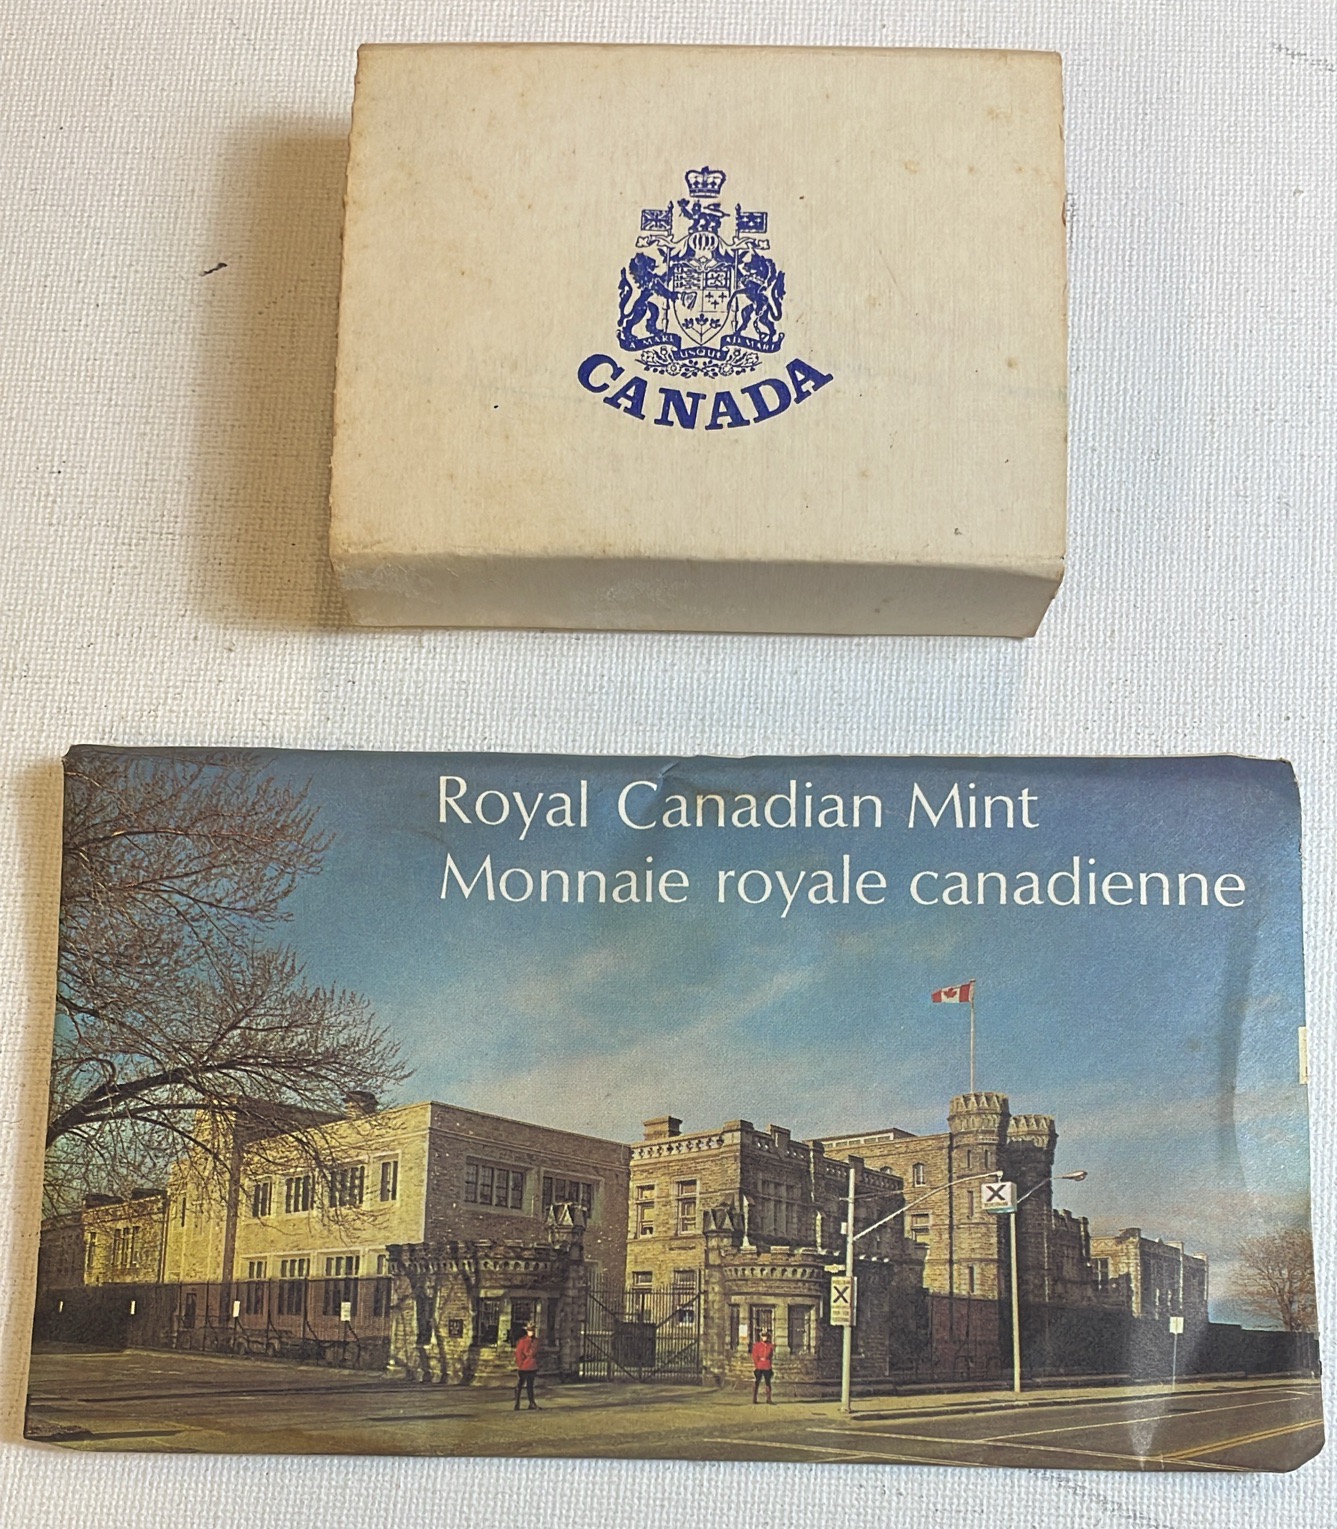 A MARI
USQUE
AD MARE
CANADA
Royal Canadian Mint
Monnaie royale canadienne
X
X